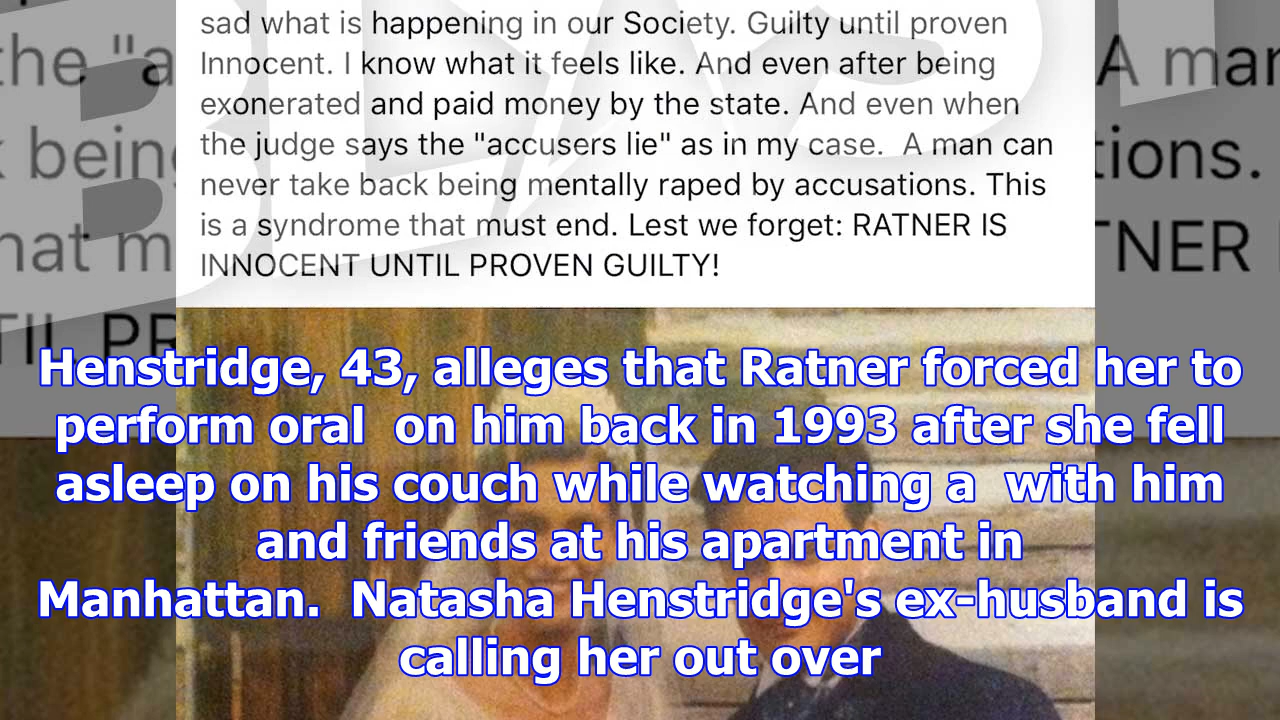 sad what is happening in our Society. Guilty until proven
Innocent. I know what it feels like. And even after being
exonerated and paid money by the state. And even when
the judge says the "accusers lie" as in my case.  A man can
never take back being mentally raped by accusations. This
is a syndrome that must end. Lest we forget: RATNER IS
INNOCENT UNTIL PROVEN GUILTY!
Henstridge, 43, alleges that Ratner forced her to
perform oral  on him back in 1993 after she fell
asleep on his couch while watching a  with him
and friends at his apartment in
Manhattan.  Natasha Henstridge's ex-husband is
calling her out over